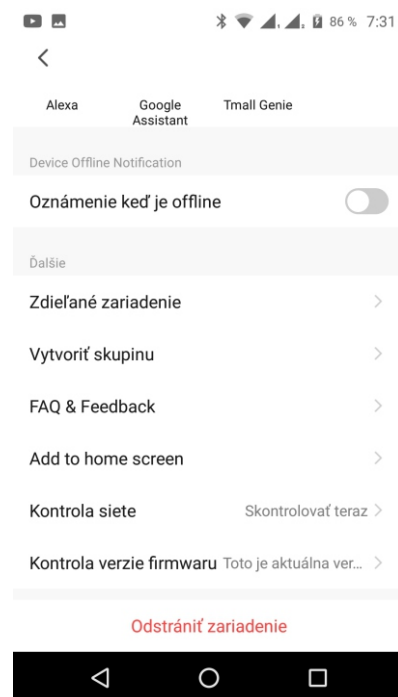 86 % 7:31
Alexa
Google
Assistant
Tmall Genie
Device Offline Notification
Oznámenie keď je offline
Ďalšie
Zdieľané zariadenie
Vytvoriť skupinu
FAQ & Feedback
Add to home screen
Kontrola siete Skontrolovať teraz
Kontrola verzie firmwaru Toto je aktuálna ver...
Odstrániť zariadenie